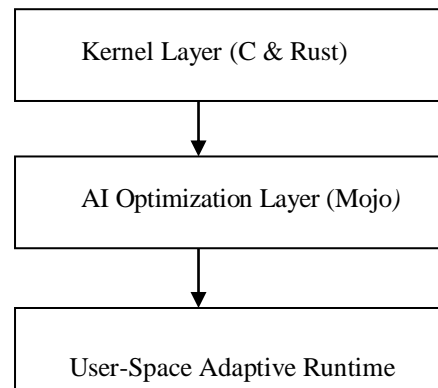 Kernel Layer (C & Rust)
AI Optimization Layer (Mojo)
User-Space Adaptive Runtime